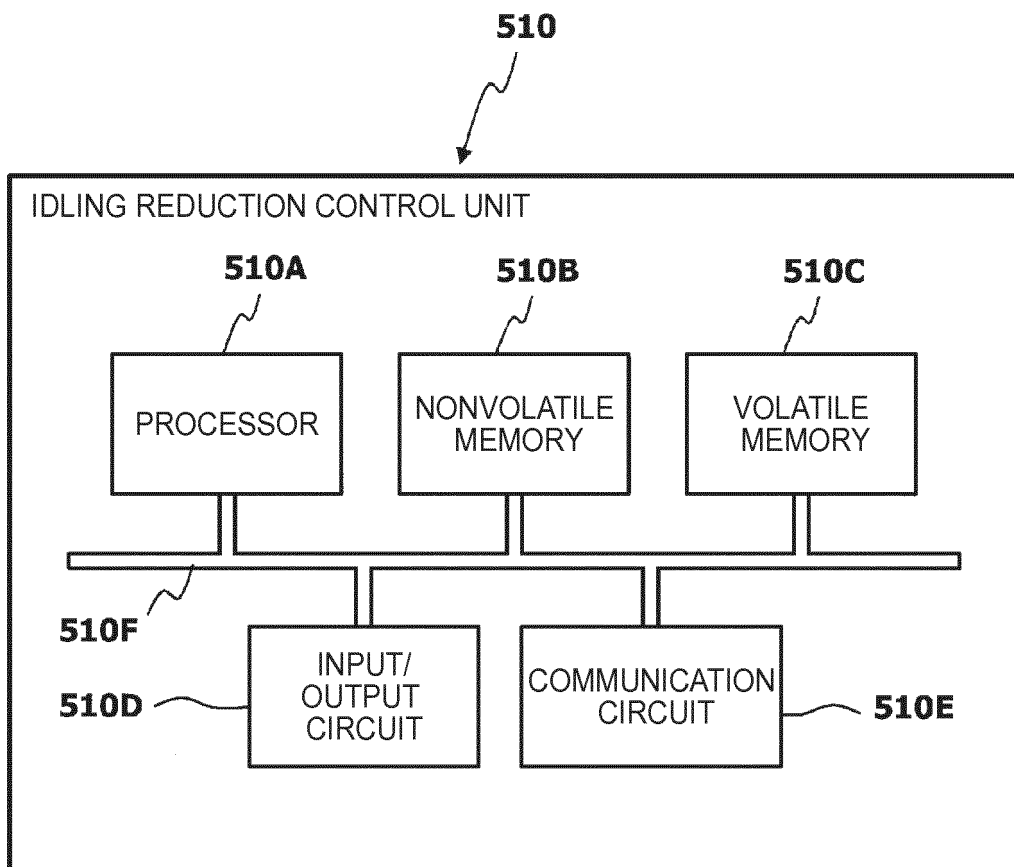 510
IDLING REDUCTION CONTROL UNIT
510A
510B
510C
PROCESSOR
NONVOLATILE
MEMORY
VOLATILE
MEMORY
510F
510D
INPUT/
OUTPUT
CIRCUIT
COMMUNICATION
CIRCUIT
510E